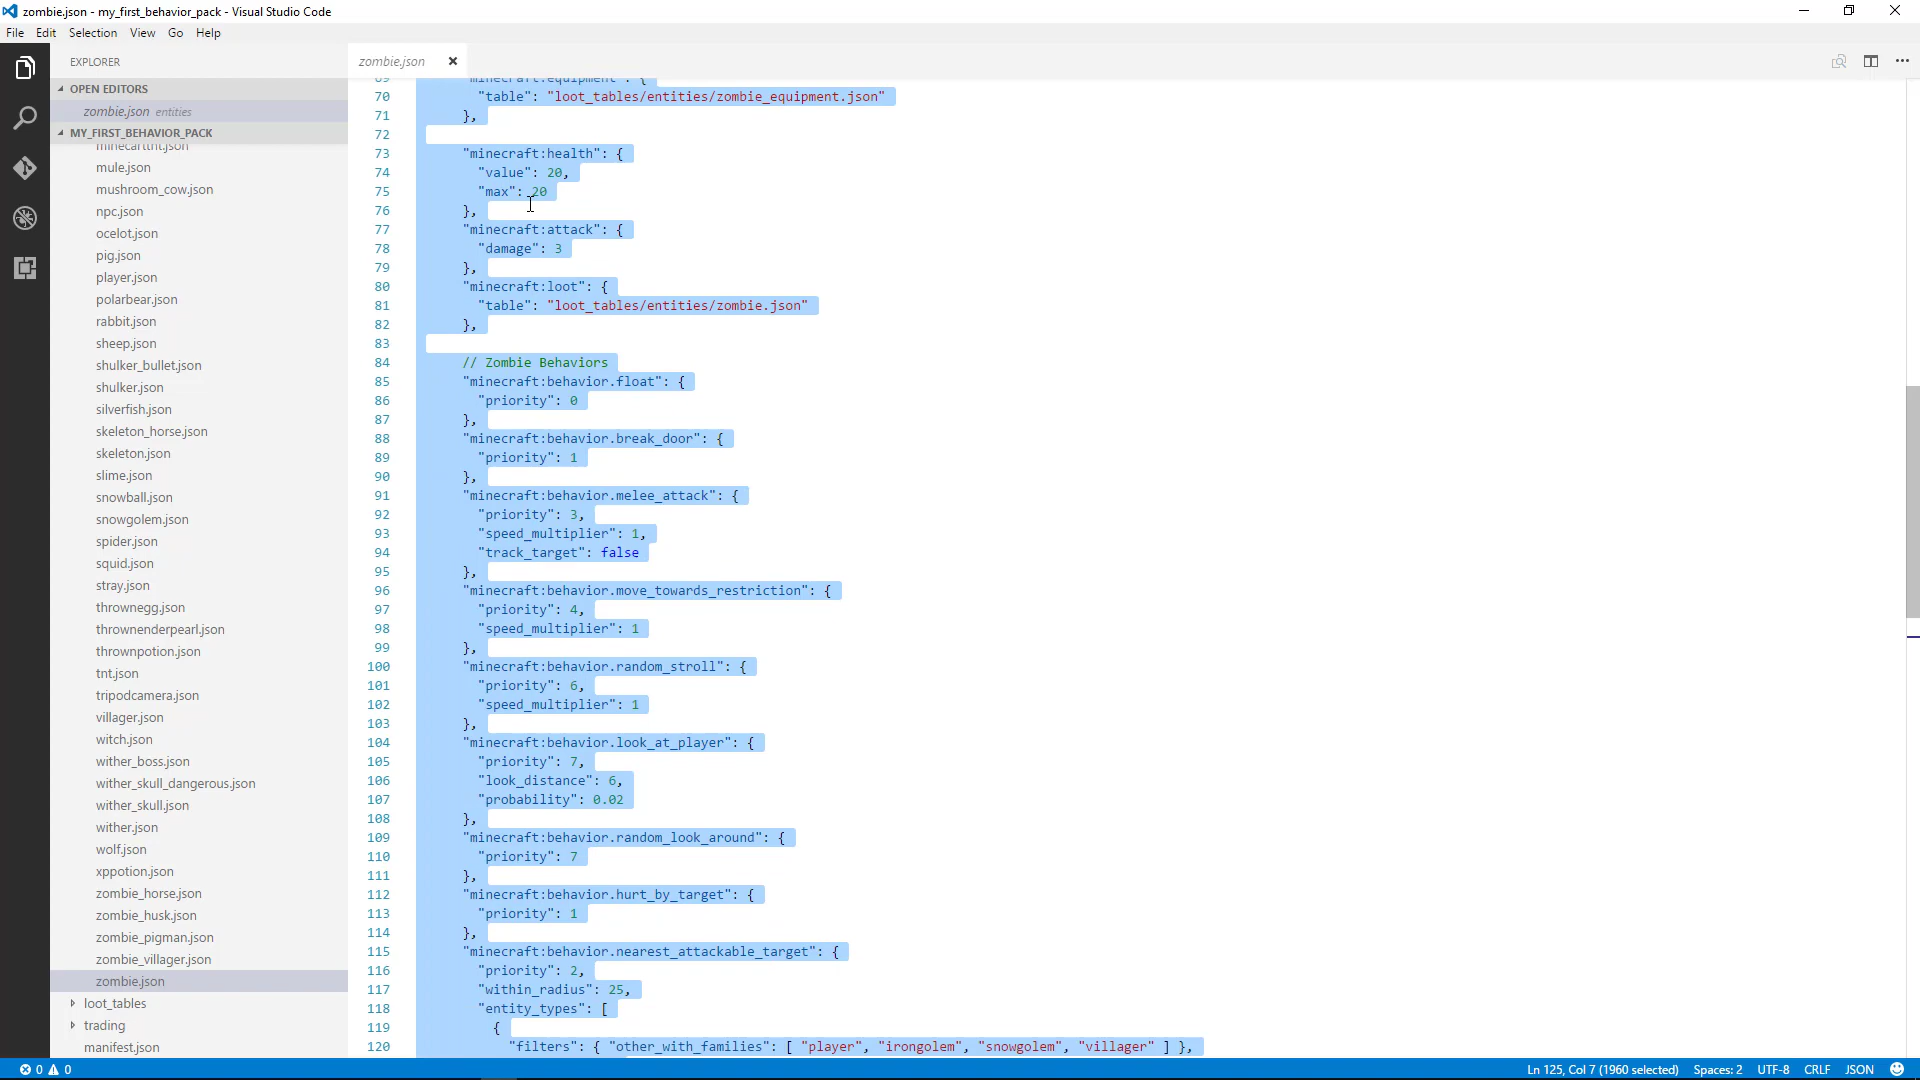 zombie.json - my_first_behavior_pack - Visual Studio Code
File Edit Selection View Go Help
EXPLORER
OPEN EDITORS
zombie.json entities
MY_FIRST_BEHAVIOR_PACK
minecarttnt.json
mule.json
mushroom_cow.json
npc.json
ocelot.json
pig.json
player.json
polarbear.json
rabbit.json
sheep.json
shulker_bullet.json
shulker.json
silverfish.json
skeleton_horse.json
skeleton.json
slime.json
snowball.json
snowgolem.json
spider.json
squid.json
stray.json
thrownegg.json
thrownenderpearl.json
thrownpotion.json
tnt.json
tripodcamera.json
villager.json
witch.json
wither_boss.json
wither_skull_dangerous.json
wither_skull.json
wither.json
wolf.json
xppotion.json
zombie_horse.json
zombie_husk.json
zombie_pigman.json
zombie_villager.json
zombie.json
loot_tables
trading
manifest.json
zombie.json
69 "minecraft:equipment": {
70 "table": "loot_tables/entities/zombie_equipment.json"
71 },
72
73 "minecraft:health": {
74 "value": 20,
75 "max": 20
76 },
77 "minecraft:attack": {
78 "damage": 3
79 },
80 "minecraft:loot": {
81 "table": "loot_tables/entities/zombie.json"
82 },
83
84 // Zombie Behaviors
85 "minecraft:behavior.float": {
86 "priority": 0
87 },
88 "minecraft:behavior.break_door": {
89 "priority": 1
90 },
91 "minecraft:behavior.melee_attack": {
92 "priority": 3,
93 "speed_multiplier": 1,
94 "track_target": false
95 },
96 "minecraft:behavior.move_towards_restriction": {
97 "priority": 4,
98 "speed_multiplier": 1
99 },
100 "minecraft:behavior.random_stroll": {
101 "priority": 6,
102 "speed_multiplier": 1
103 },
104 "minecraft:behavior.look_at_player": {
105 "priority": 7,
106 "look_distance": 6,
107 "probability": 0.02
108 },
109 "minecraft:behavior.random_look_around": {
110 "priority": 7
111 },
112 "minecraft:behavior.hurt_by_target": {
113 "priority": 1
114 },
115 "minecraft:behavior.nearest_attackable_target": {
116 "priority": 2,
117 "within_radius": 25,
118 "entity_types": [
119 {
120 "filters": { "other_with_families": [ "player", "irongolem", "snowgolem", "villager" ] },
0 0 Ln 125, Col 7 (1960 selected) Spaces: 2 UTF-8 CRLF JSON